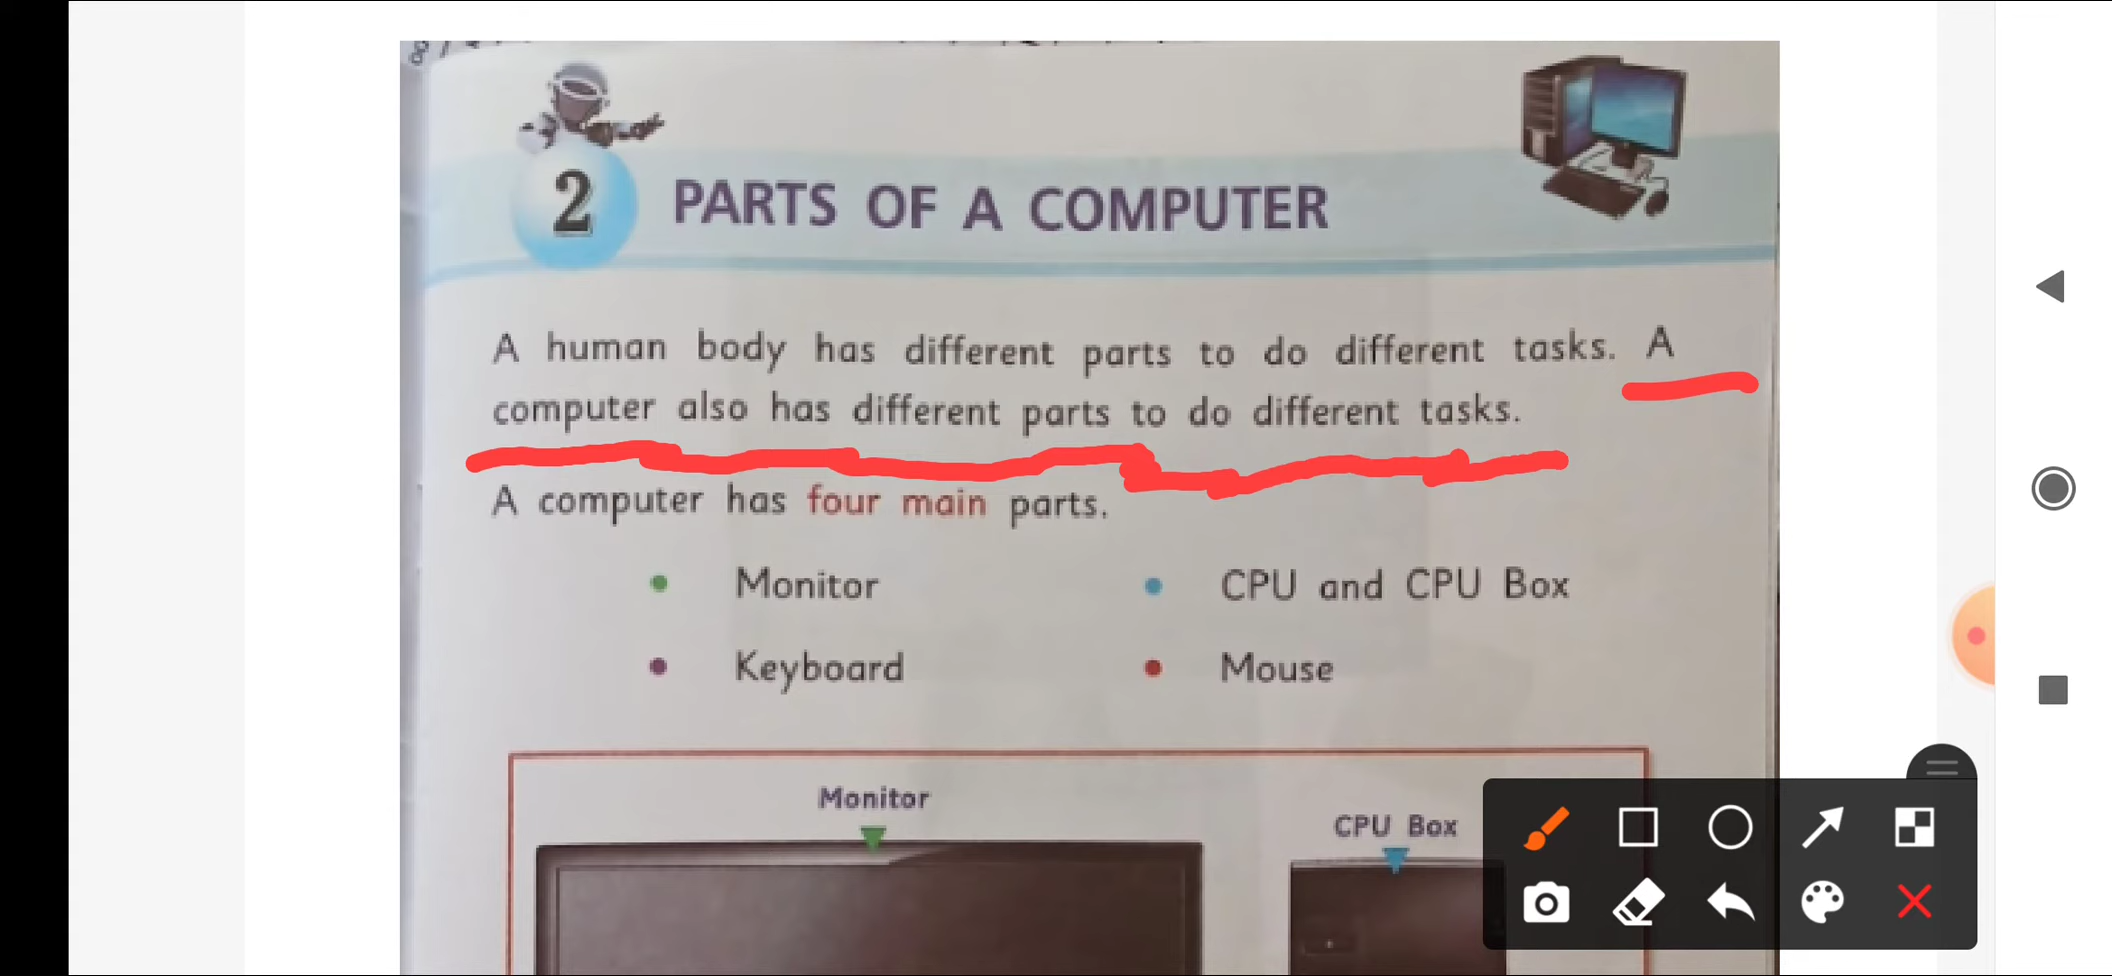 2 PARTS OF A COMPUTER
A human body has different parts to do different tasks. A
computer also has different parts to do different tasks.
A computer has four main parts.
• Monitor • CPU and CPU Box
• Keyboard • Mouse
Monitor
CPU Box